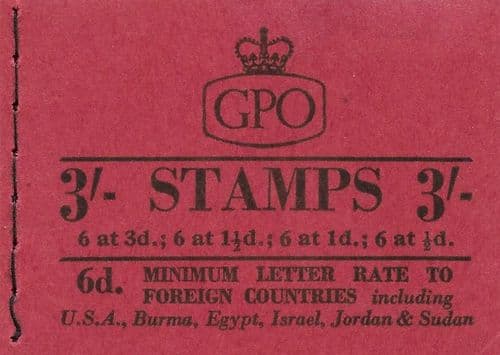 GPO
3/- STAMPS 3/-
6 at 3d.; 6 at 1½d.; 6 at 1d.; 6 at ½d.
6d. MINIMUM LETTER RATE TO
FOREIGN COUNTRIES including
U.S.A., Burma, Egypt, Israel, Jordan & Sudan